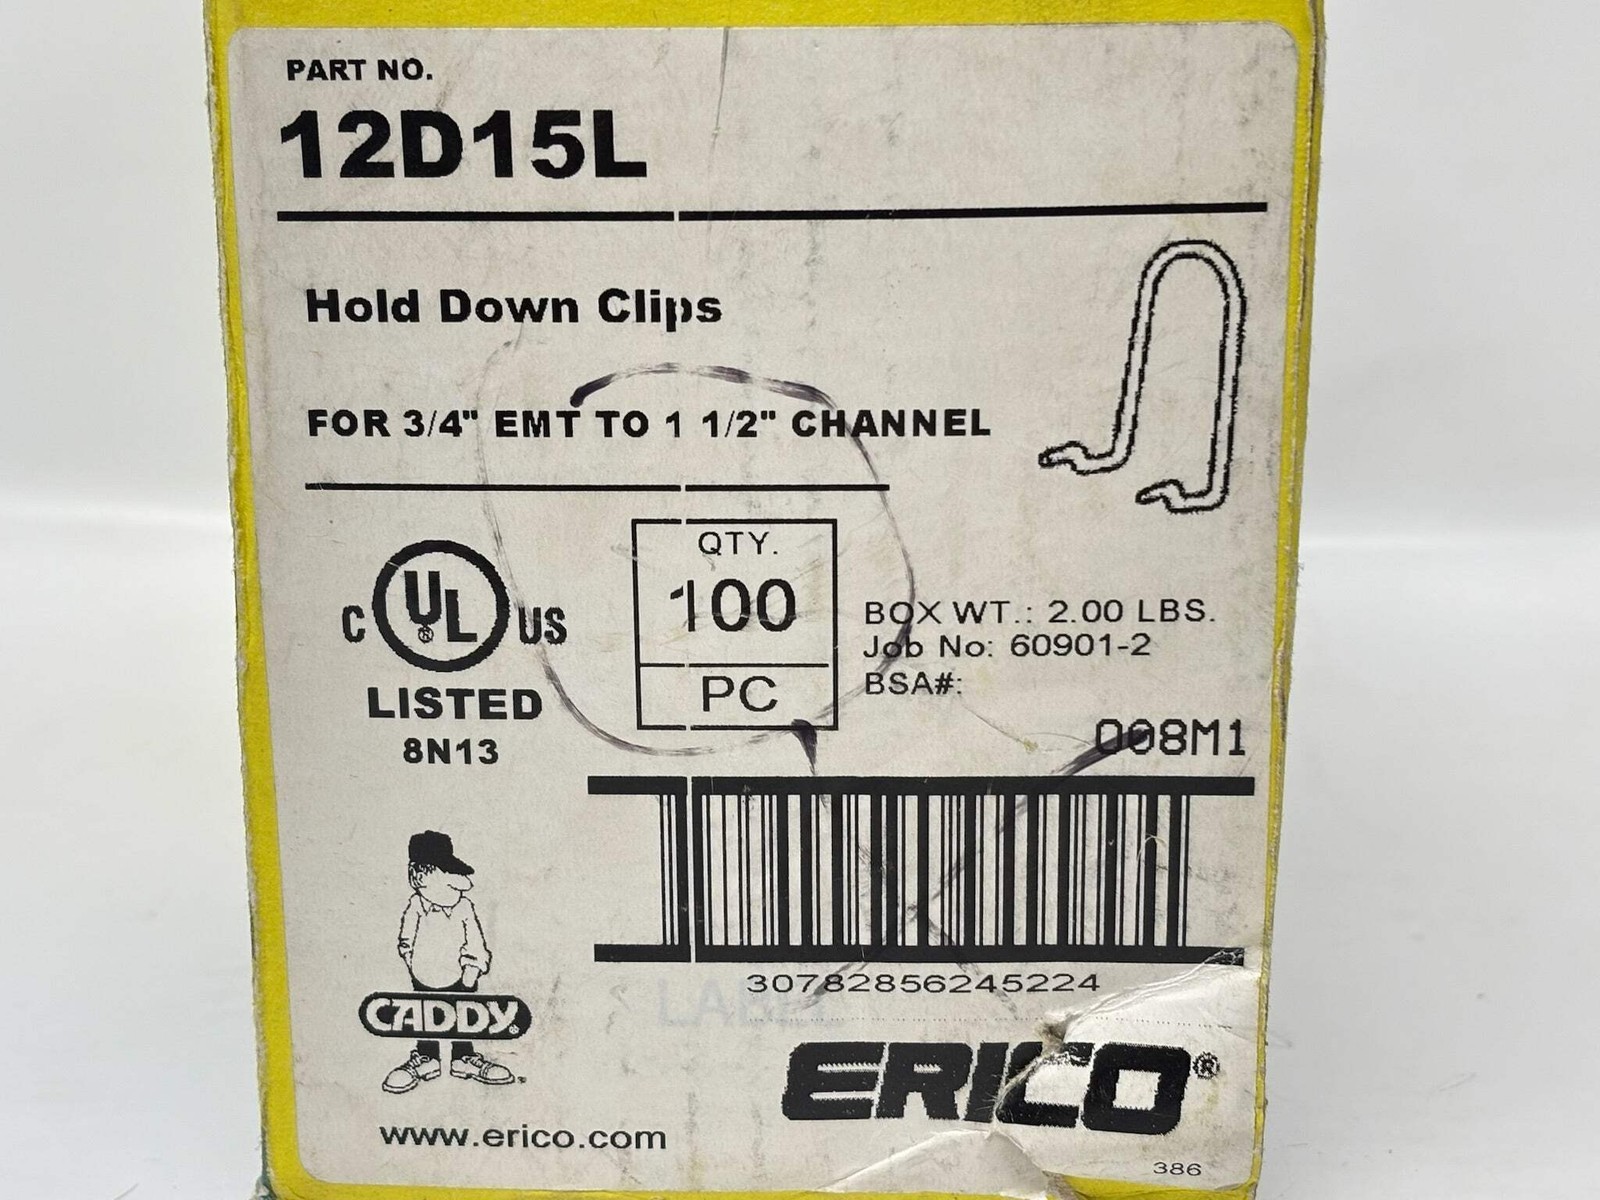 PART NO.
12D15L
Hold Down Clips
FOR 3/4" EMT TO 1 1/2" CHANNEL
C UL® US
LISTED
8N13
QTY.
100
PC
BOX WT.: 2.00 LBS.
Job No: 60901-2
BSA#:
008M1
30782856245224
LABEL
CADDY®
www.erico.com
ERICO®
386